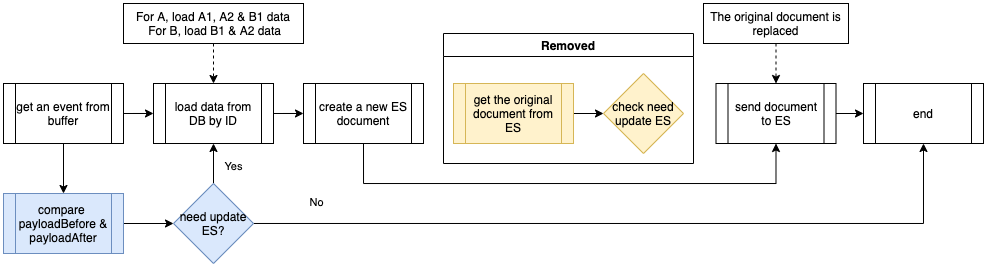 For A, load A1, A2 & B1 data
For B, load B1 & A2 data
The original document is
replaced
Removed
get an event from
buffer
load data from
DB by ID
create a new ES
document
get the original
document from
ES
check need
update ES
send document
to ES
end
Yes
compare
payloadBefore &
payloadAfter
need update
ES?
No